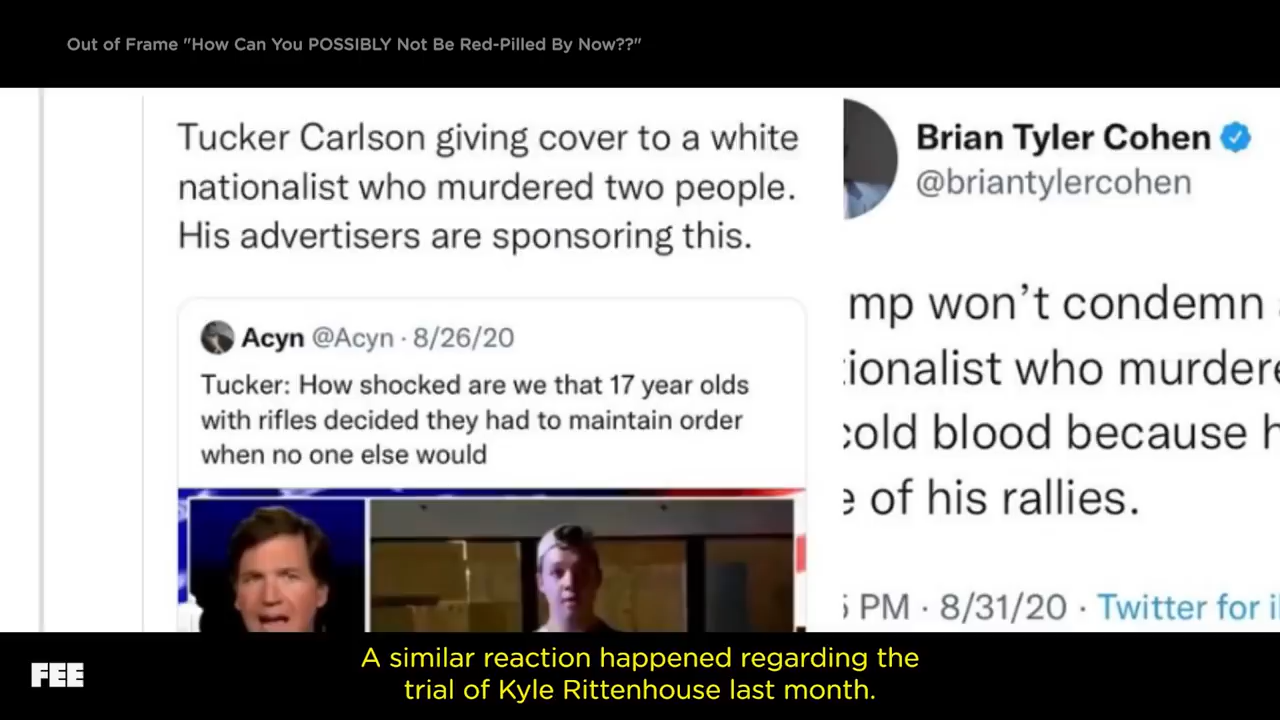 Out of Frame "How Can You POSSIBLY Not Be Red-Pilled By Now??"
Tucker Carlson giving cover to a white
nationalist who murdered two people.
His advertisers are sponsoring this.
Acyn @Acyn · 8/26/20
Tucker: How shocked are we that 17 year olds
with rifles decided they had to maintain order
when no one else would
Brian Tyler Cohen
@briantylercohen
mp won’t condemn
ionalist who murdere
cold blood because h
e of his rallies.
5 PM · 8/31/20 · Twitter for i
FEE
A similar reaction happened regarding the
trial of Kyle Rittenhouse last month.